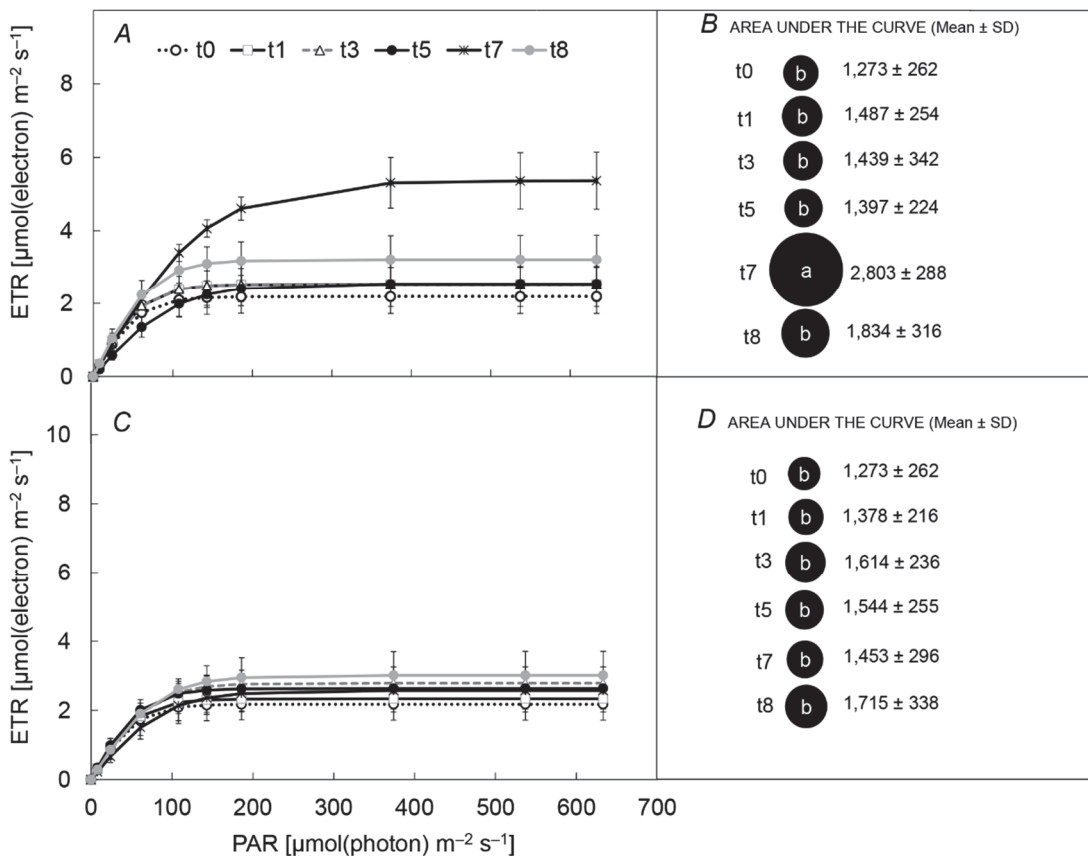 A
t0 t1 t3 t5 t7 t8
ETR [µmol(electron) m⁻² s⁻¹]
8
6
4
2
0
B AREA UNDER THE CURVE (Mean ± SD)
t0 b 1,273 ± 262
t1 b 1,487 ± 254
t3 b 1,439 ± 342
t5 b 1,397 ± 224
t7 a 2,803 ± 288
t8 b 1,834 ± 316
C
ETR [µmol(electron) m⁻² s⁻¹]
10
8
6
4
2
0
0 100 200 300 400 500 600 700
PAR [µmol(photon) m⁻² s⁻¹]
D AREA UNDER THE CURVE (Mean ± SD)
t0 b 1,273 ± 262
t1 b 1,378 ± 216
t3 b 1,614 ± 236
t5 b 1,544 ± 255
t7 b 1,453 ± 296
t8 b 1,715 ± 338